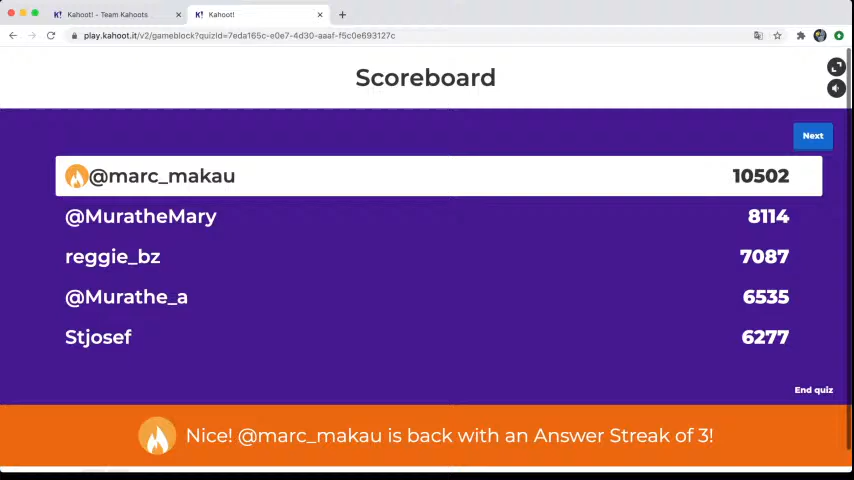 Kahoot! - Team Kahoots
Kahoot!
play.kahoot.it/v2/gameblock?quizId=7eda165c-e0e7-4d30-aaaf-f5c0e693127c
Scoreboard
Next
@marc_makau 10502
@MuratheMary 8114
reggie_bz 7087
@Murathe_a 6535
Stjosef 6277
End quiz
Nice! @marc_makau is back with an Answer Streak of 3!